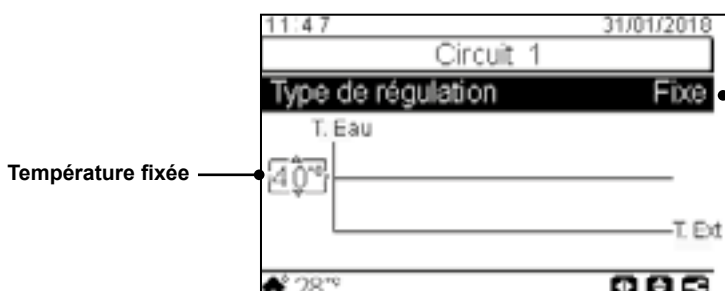 11:47 31/01/2018
Circuit 1
Type de régulation Fixe
T. Eau
Température fixée 40°c
T. Ext
28°c